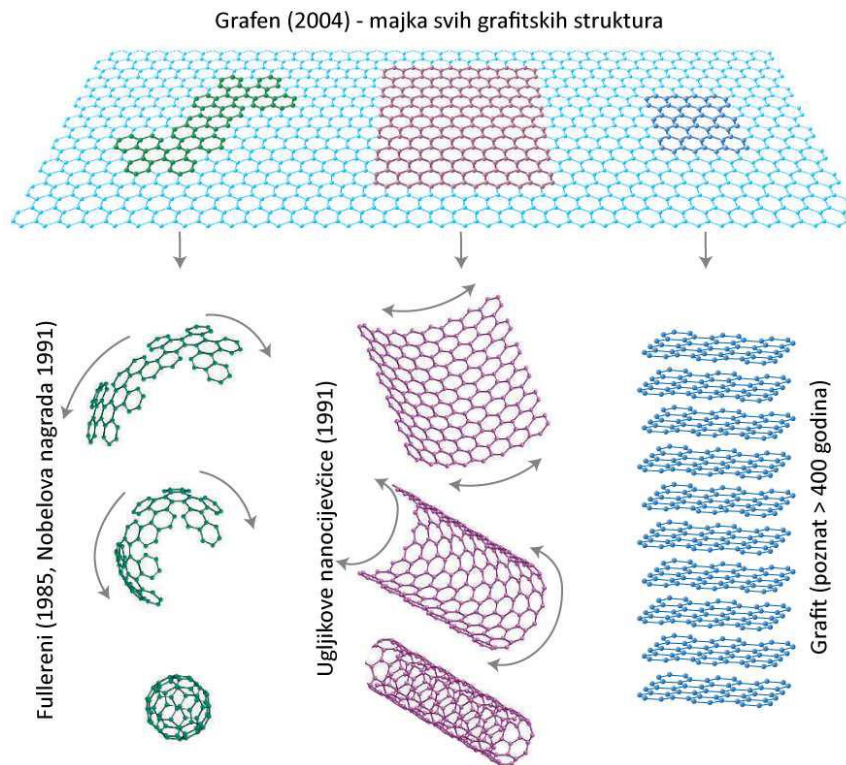 Grafen (2004) - majka svih grafitskih struktura
Fullereni (1985, Nobelova nagrada 1991)
Ugljikove nanocijevčice (1991)
Grafit (poznat > 400 godina)